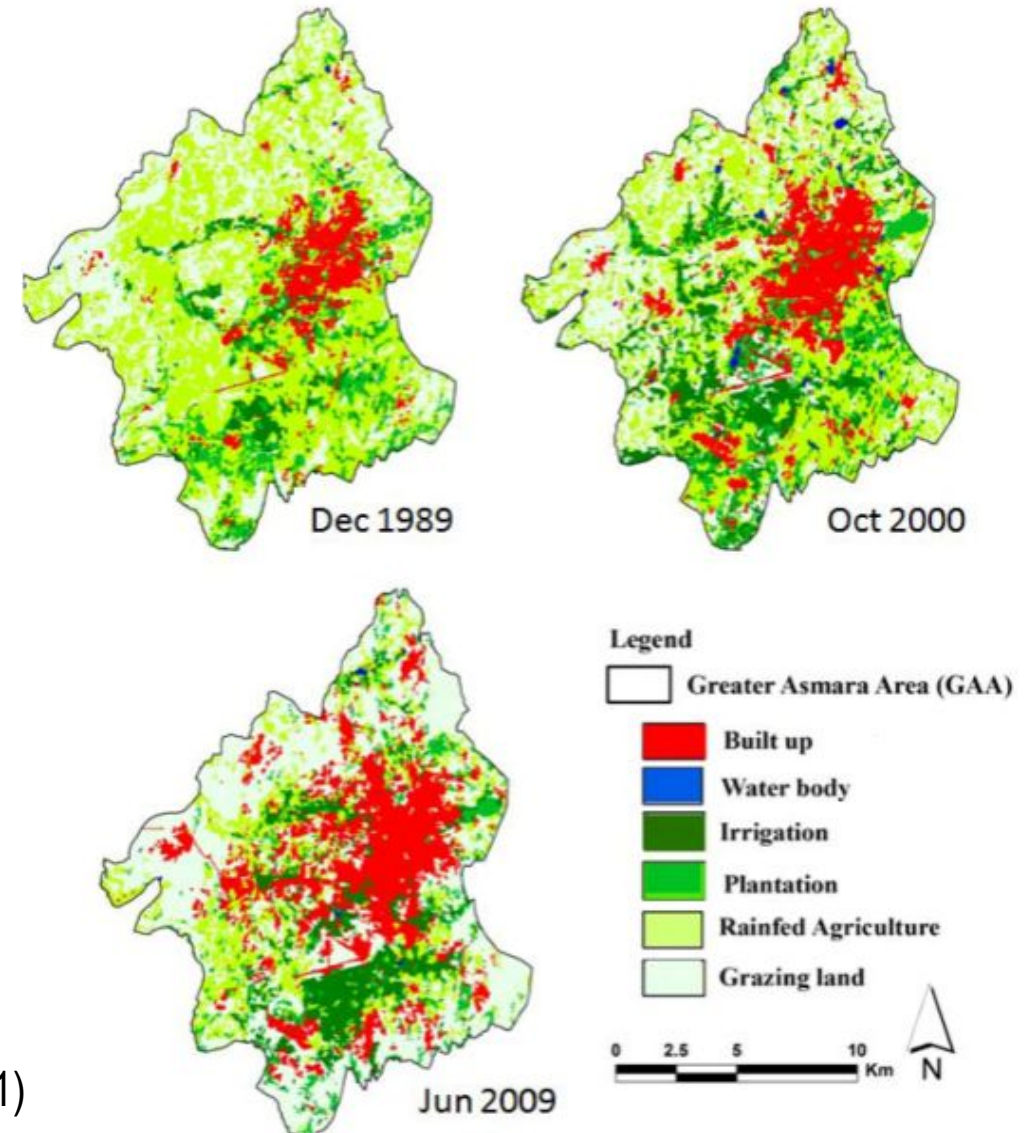 Dec 1989
Oct 2000
Legend
Greater Asmara Area (GAA)
Built up
Water body
Irrigation
Plantation
Rainfed Agriculture
Grazing land
0 2.5 5 10
Km
N
Jun 2009
1)